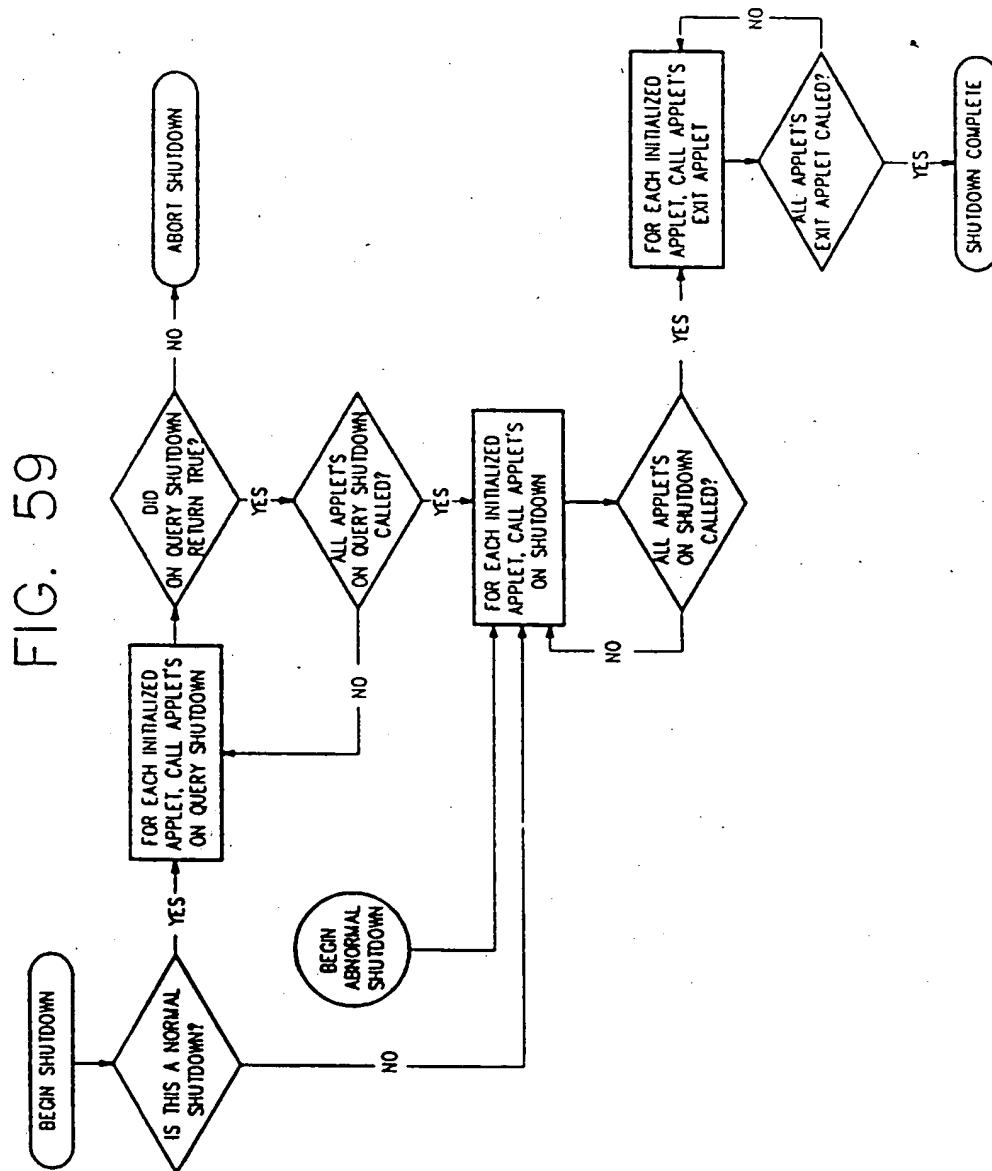 FIG. 59
BEGIN SHUTDOWN
IS THIS A NORMAL
SHUTDOWN?
YES
NO
FOR EACH INITIALIZED
APPLET, CALL APPLET'S
ON QUERY SHUTDOWN
DID
ON QUERY SHUTDOWN
RETURN TRUE?
NO
ABORT SHUTDOWN
YES
ALL APPLET'S
ON QUERY SHUTDOWN
CALLED?
NO
YES
BEGIN
ABNORMAL
SHUTDOWN
FOR EACH INITIALIZED
APPLET, CALL APPLET'S
ON SHUTDOWN
ALL APPLET'S
ON SHUTDOWN
CALLED?
NO
YES
FOR EACH INITIALIZED
APPLET, CALL APPLET'S
EXIT APPLET
ALL APPLET'S
EXIT APPLET CALLED?
NO
YES
SHUTDOWN COMPLETE